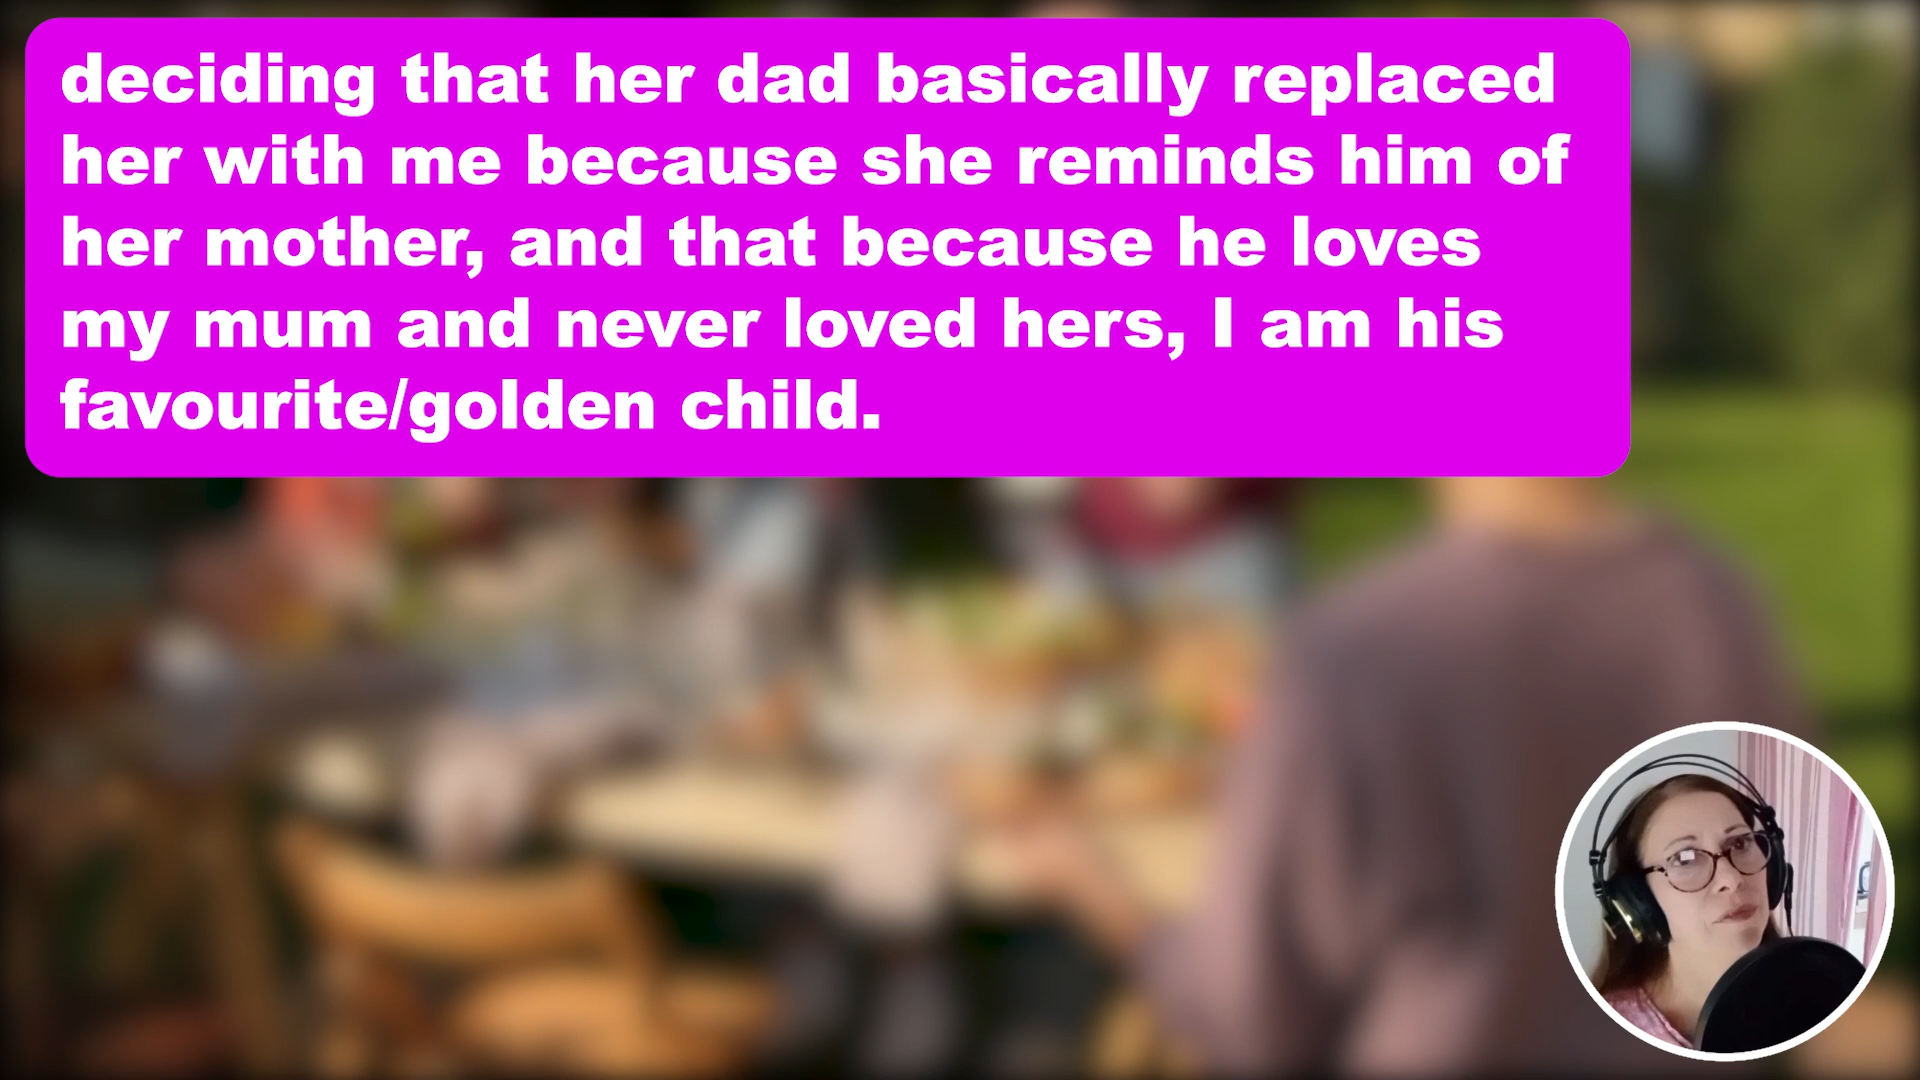 deciding that her dad basically replaced
her with me because she reminds him of
her mother, and that because he loves
my mum and never loved hers, I am his
favourite/golden child.